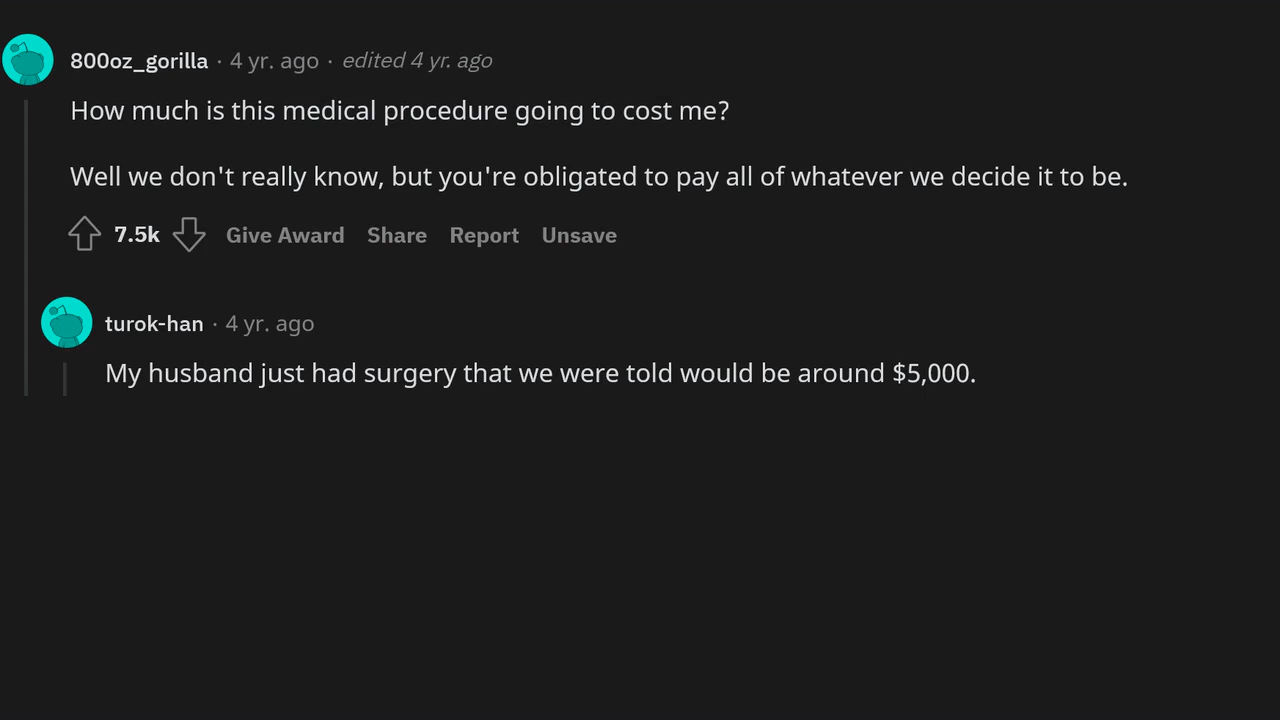 800oz_gorilla · 4 yr. ago · edited 4 yr. ago
How much is this medical procedure going to cost me?
Well we don't really know, but you're obligated to pay all of whatever we decide it to be.
7.5k Give Award Share Report Unsave
turok-han · 4 yr. ago
My husband just had surgery that we were told would be around $5,000.